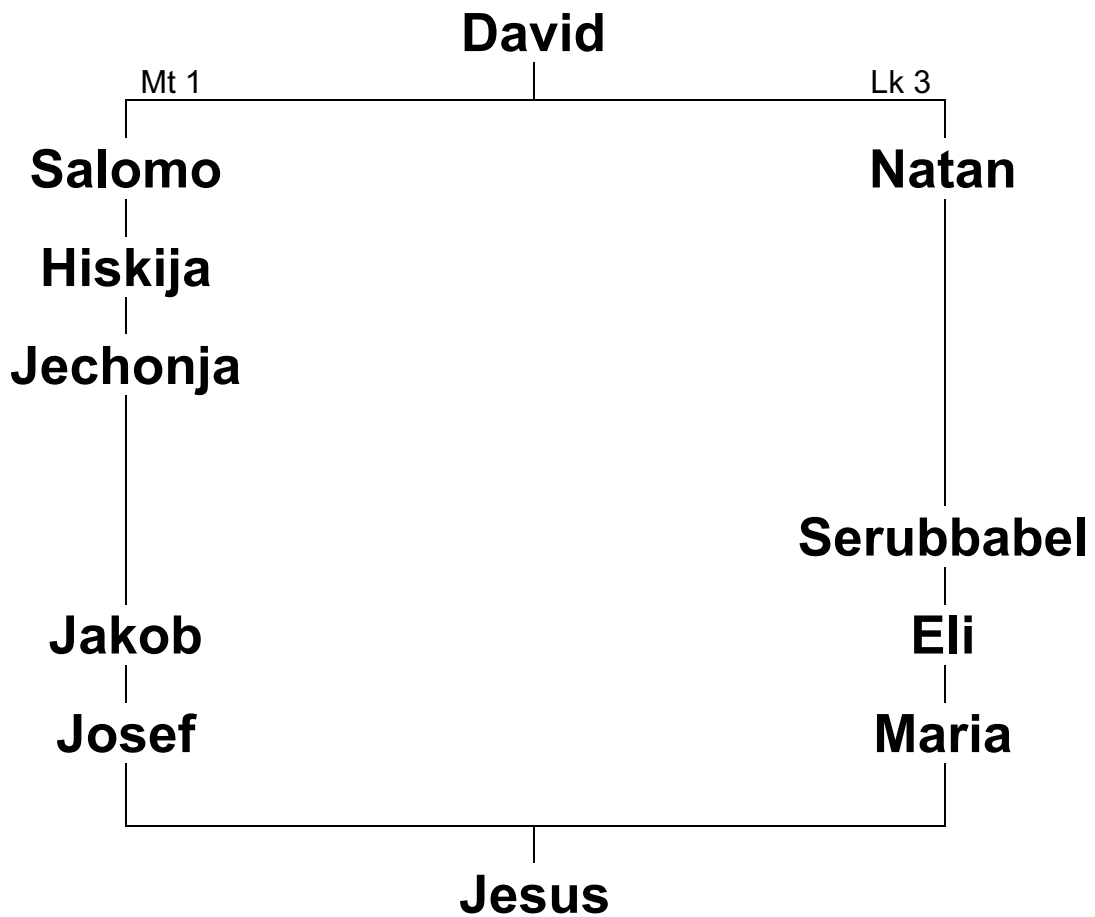 David
Mt 1 Lk 3
Salomo Natan
Hiskija
Jechonja
Serubbabel
Jakob Eli
Josef Maria
Jesus